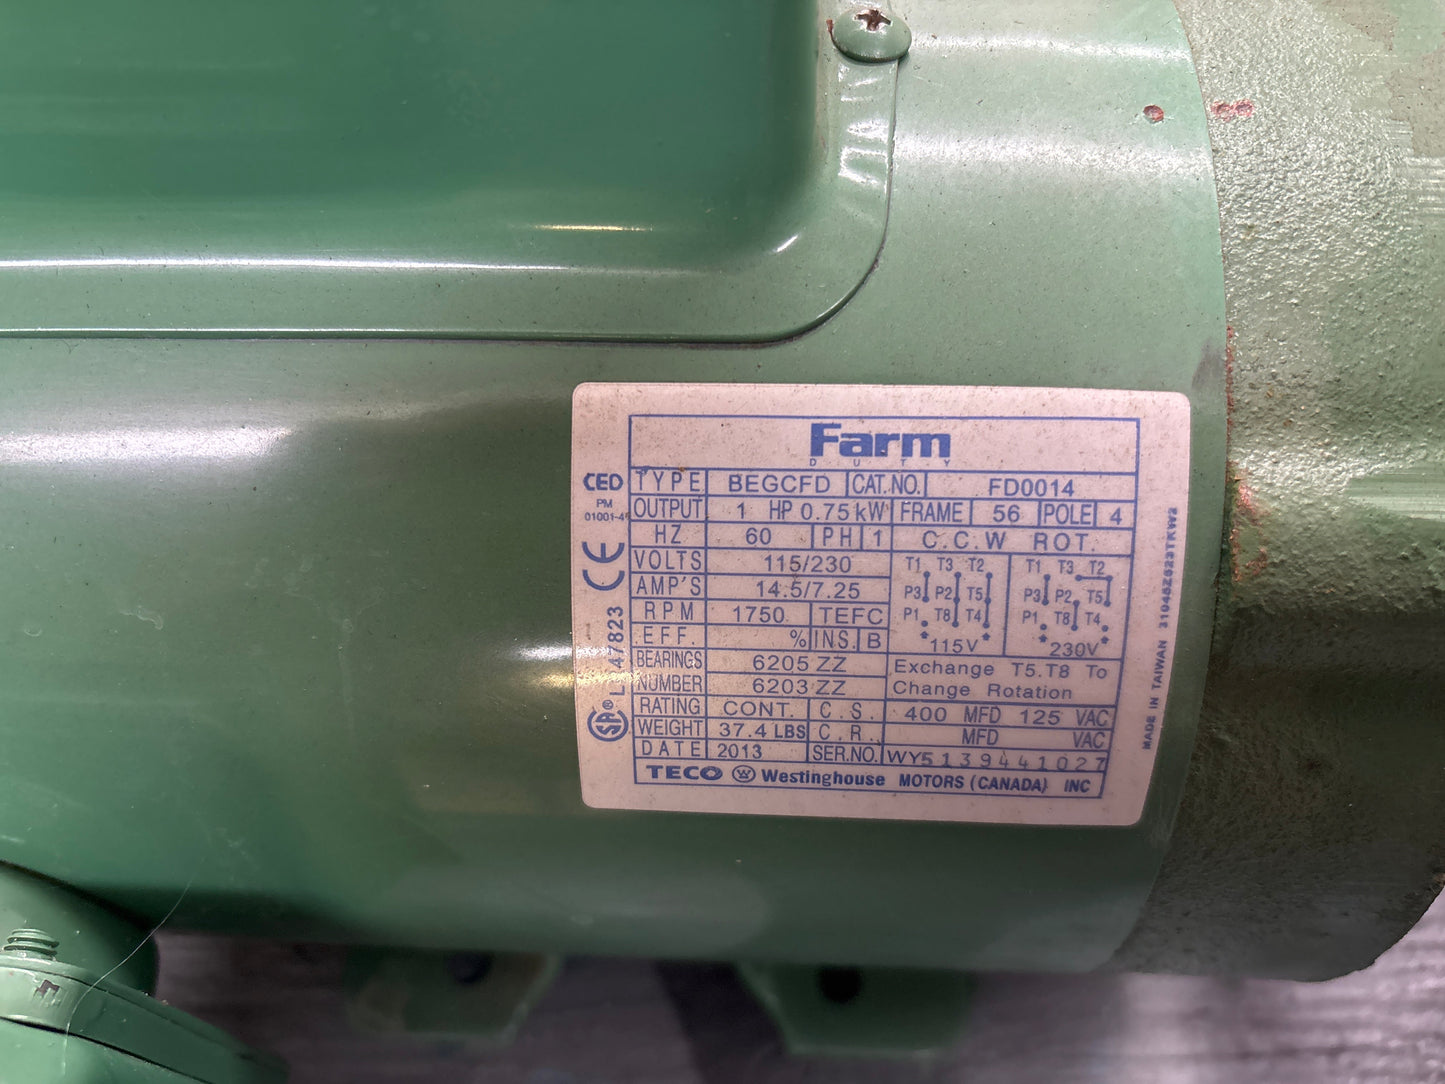 Farm
DUTY
TYPE BEGCFD CAT.NO. FD0014
OUTPUT 1 HP 0.75 kW FRAME 56 POLE 4
HZ 60 PH 1 C.C.W ROT.
VOLTS 115/230
AMP'S 14.5/7.25
RPM 1750 TEFC
EFF. % INS. B
BEARINGS 6205 ZZ
NUMBER 6203 ZZ
RATING CONT. C.S. 400 MFD 125 VAC
WEIGHT 37.4 LBS C.R. MFD VAC
DATE 2013 SER.NO. WY5139441027
TECO W Westinghouse MOTORS (CANADA) INC
T1 T3 T2
P3 P2 T5
P1 T8 T4
115V
T1 T3 T2
P3 P2 T5
P1 T8 T4
230V
Exchange T5.T8 To
Change Rotation
CED
PM
01001-4
CE
47823
SA®
MADE IN TAIWAN